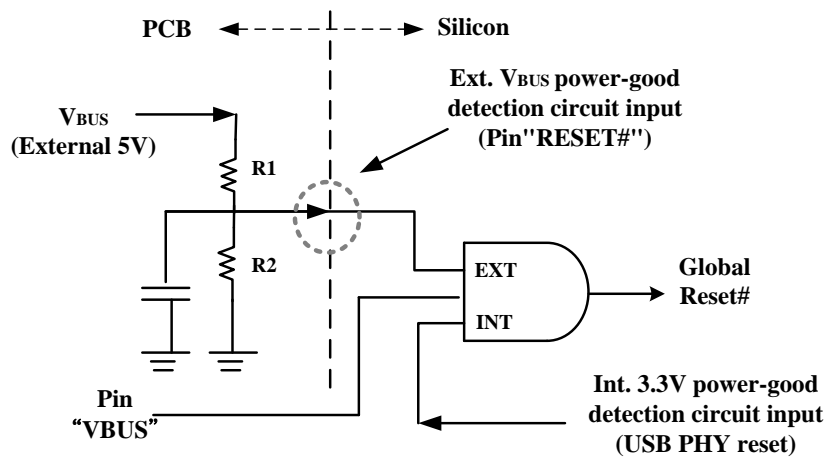 PCB
Silicon
Ext. VBUS power-good
detection circuit input
(Pin"RESET#")
VBUS
(External 5V)
R1
R2
EXT
INT
Global
Reset#
Pin
“VBUS”
Int. 3.3V power-good
detection circuit input
(USB PHY reset)